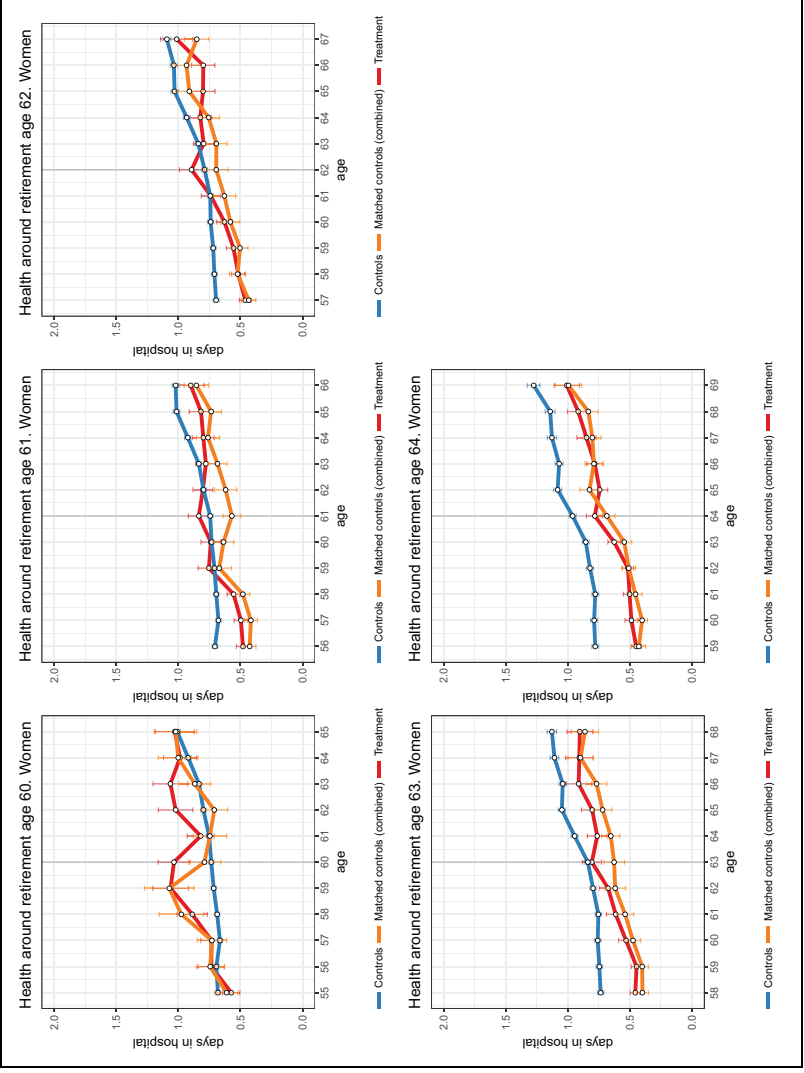 Health around retirement age 60. Women
days in hospital
2.0
1.5
1.0
0.5
0.0
55 56 57 58 59 60 61 62 63 64 65
age
Controls Matched controls (combined) Treatment
Health around retirement age 61. Women
days in hospital
2.0
1.5
1.0
0.5
0.0
56 57 58 59 60 61 62 63 64 65 66
age
Controls Matched controls (combined) Treatment
Health around retirement age 62. Women
days in hospital
2.0
1.5
1.0
0.5
0.0
57 58 59 60 61 62 63 64 65 66 67
age
Controls Matched controls (combined) Treatment
Health around retirement age 63. Women
days in hospital
2.0
1.5
1.0
0.5
0.0
58 59 60 61 62 63 64 65 66 67 68
age
Controls Matched controls (combined) Treatment
Health around retirement age 64. Women
days in hospital
2.0
1.5
1.0
0.5
0.0
59 60 61 62 63 64 65 66 67 68 69
age
Controls Matched controls (combined) Treatment